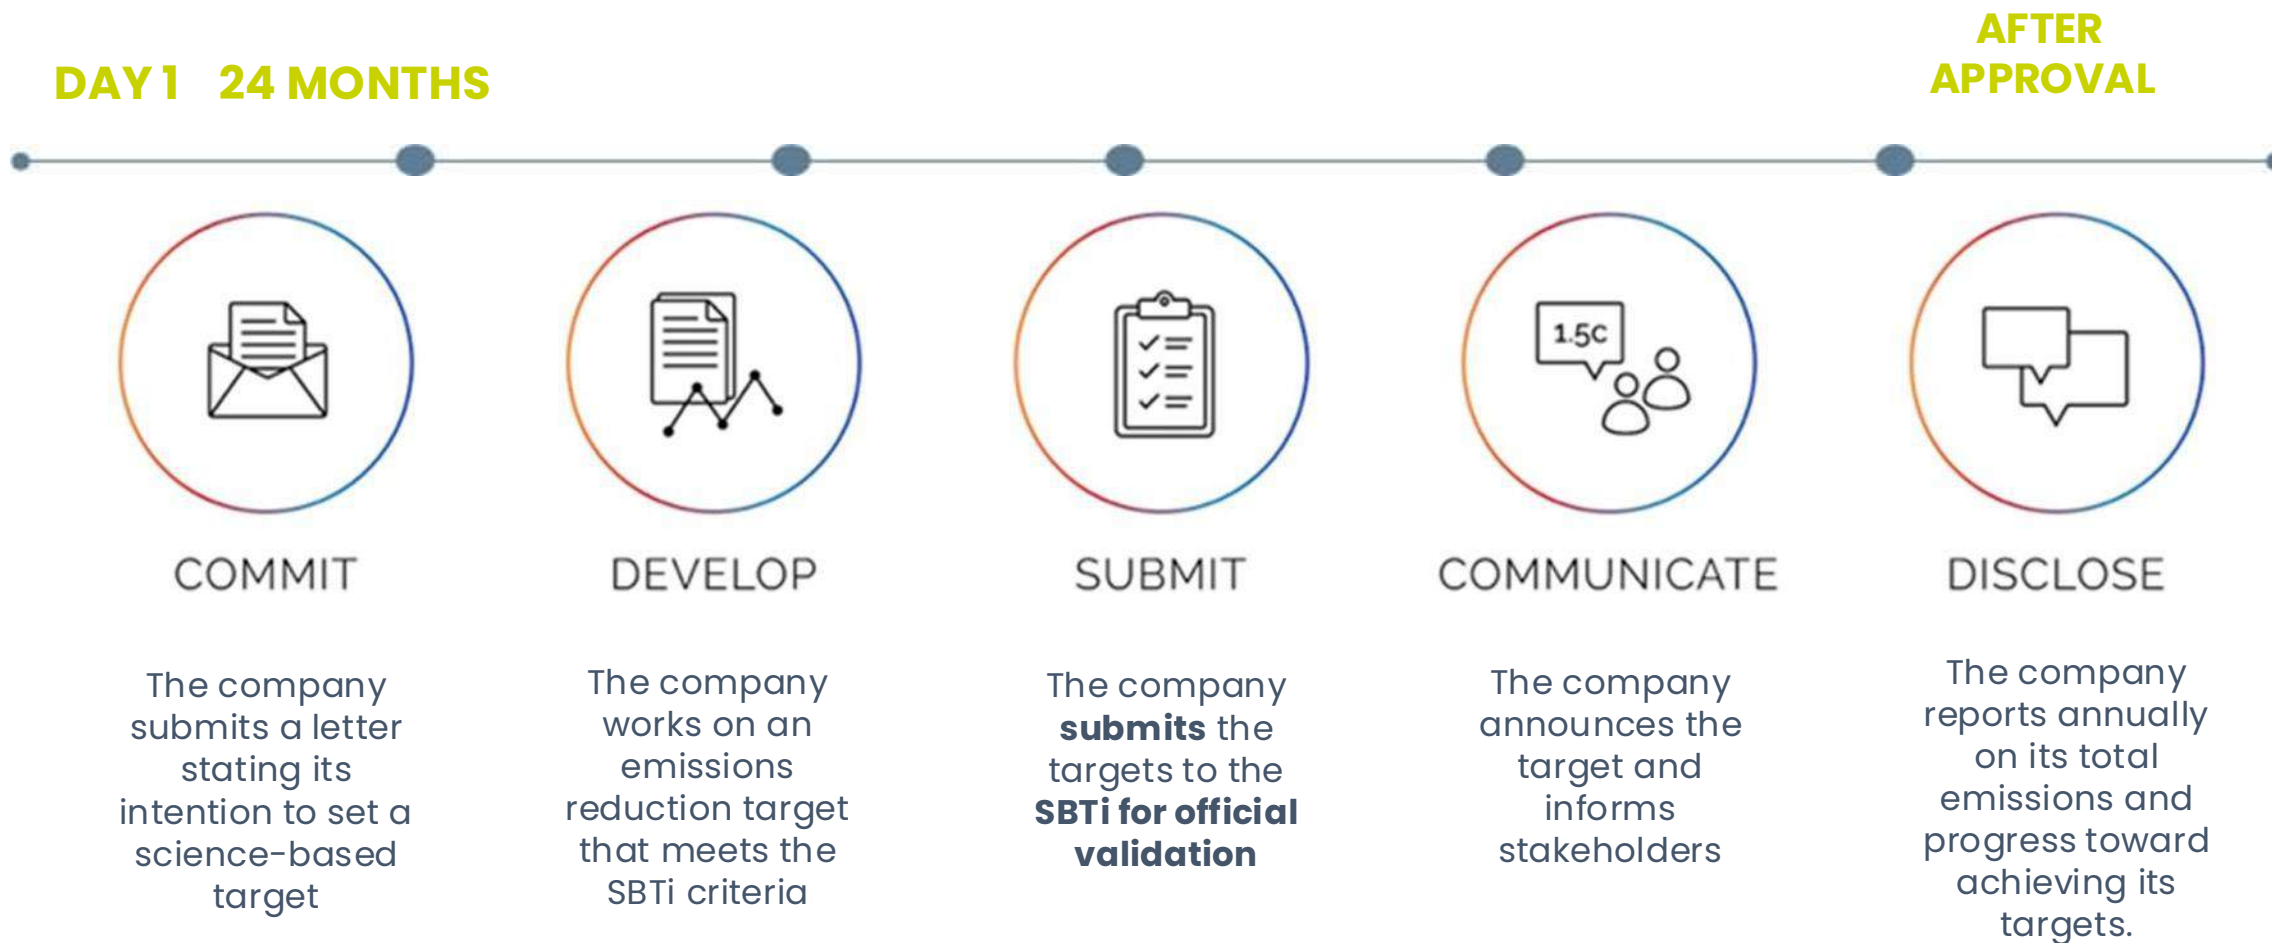 DAY 1 24 MONTHS
AFTER
APPROVAL
1.5C
COMMIT
DEVELOP
SUBMIT
COMMUNICATE
DISCLOSE
The company
submits a letter
stating its
intention to set a
science-based
target
The company
works on an
emissions
reduction target
that meets the
SBTi criteria
The company
submits the
targets to the
SBTi for official
validation
The company
announces the
target and
informs
stakeholders
The company
reports annually
on its total
emissions and
progress toward
achieving its
targets.